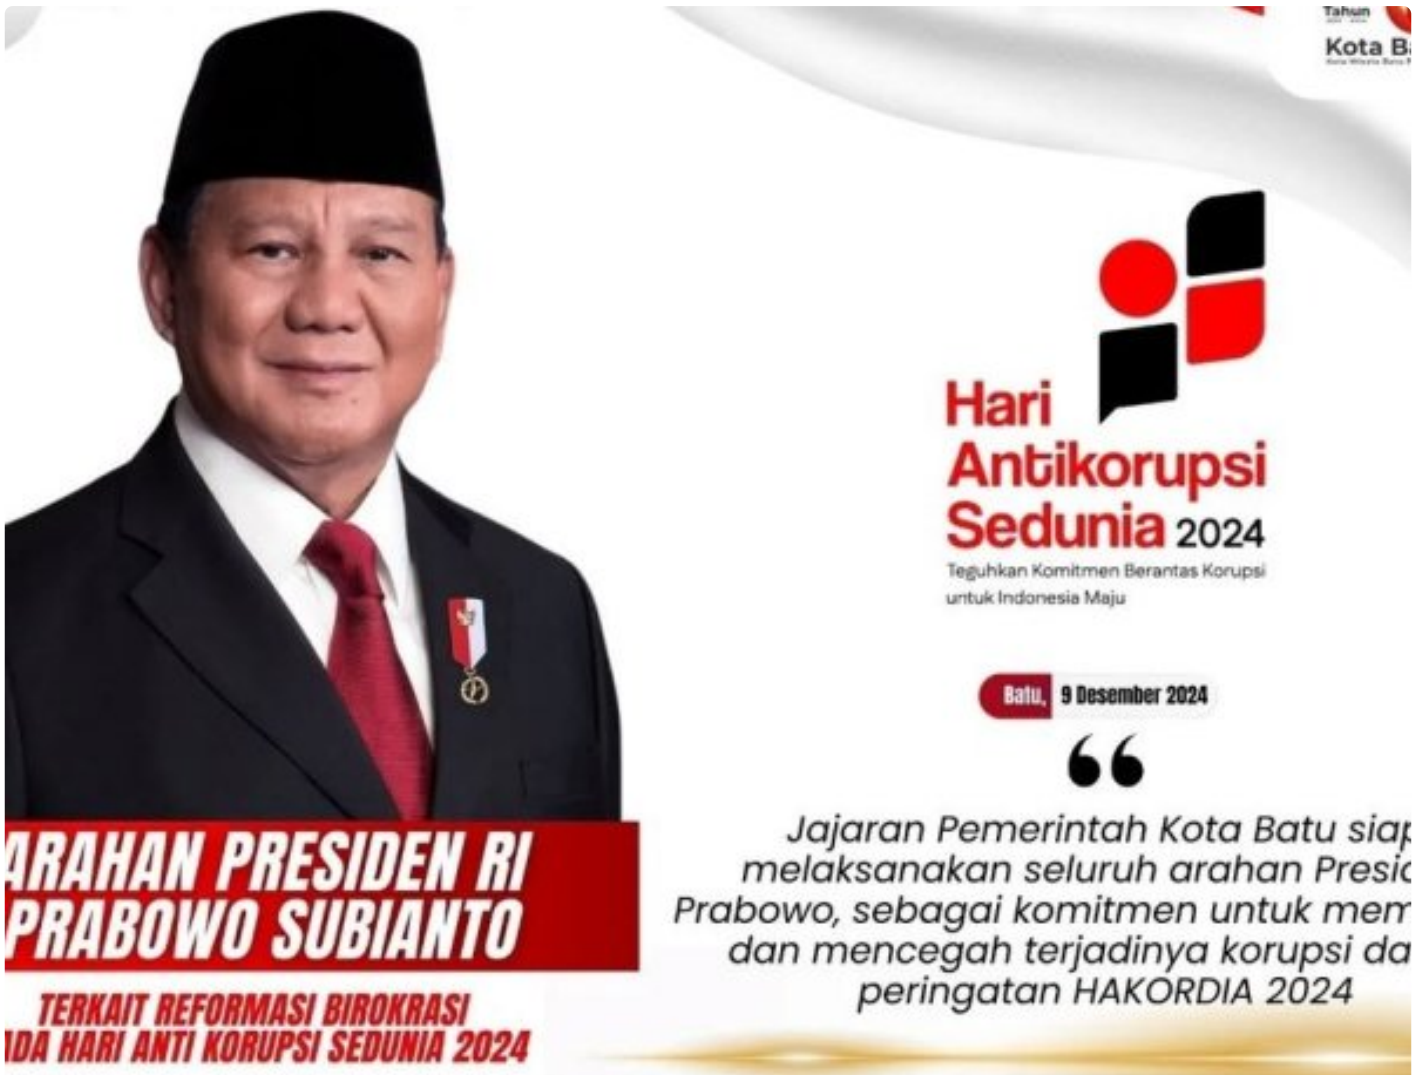 Tahun
Kota B
Hari
Antikorupsi
Sedunia 2024
Teguhkan Komitmen Berantas Korupsi
untuk Indonesia Maju
Batu, 9 Desember 2024
“
Jajaran Pemerintah Kota Batu siap
melaksanakan seluruh arahan Presid
Prabowo, sebagai komitmen untuk mem
dan mencegah terjadinya korupsi da
peringatan HAKORDIA 2024
ARAHAN PRESIDEN RI
PRABOWO SUBIANTO
TERKAIT REFORMASI BIROKRASI
DA HARI ANTI KORUPSI SEDUNIA 2024